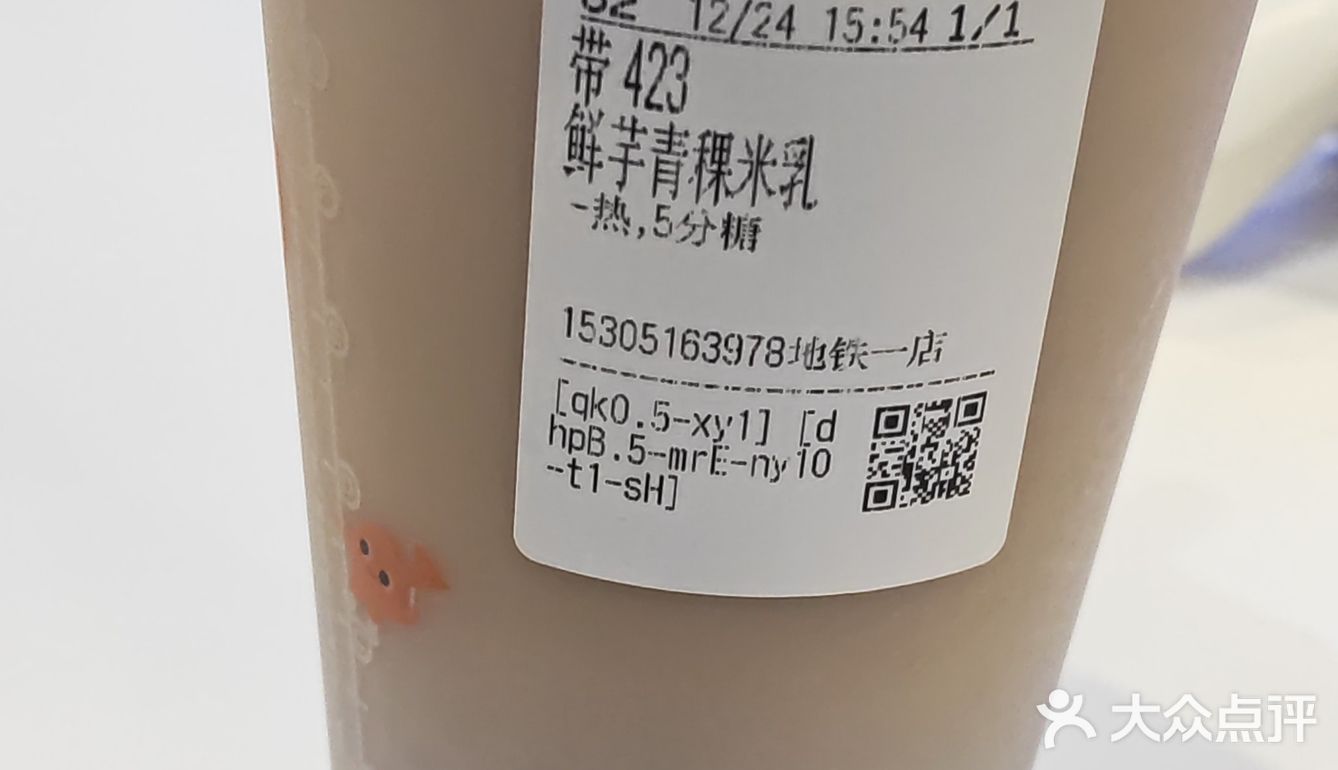 12/24 15:54 1/1
带 423
鲜芋青稞米乳
-热,5分糖
15305163978地铁一店
[qk0.5-xy1] [d
hpB.5-mrE-ny10
-t1-sH]
大众点评